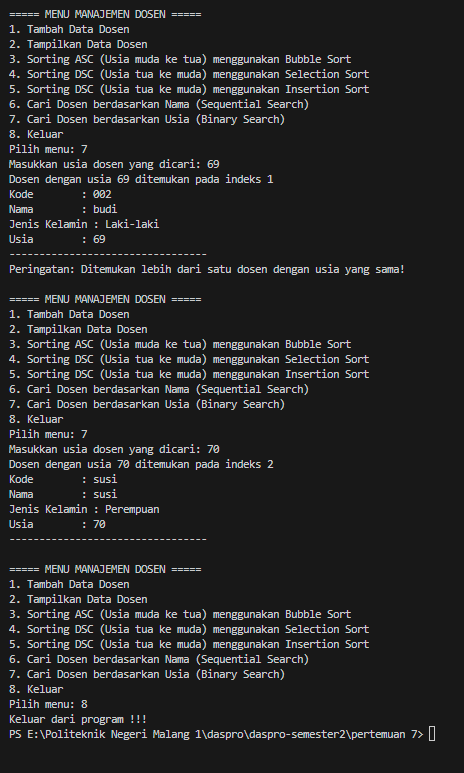 ===== MENU MANAJEMEN DOSEN =====
1. Tambah Data Dosen
2. Tampilkan Data Dosen
3. Sorting ASC (Usia muda ke tua) menggunakan Bubble Sort
4. Sorting DSC (Usia tua ke muda) menggunakan Selection Sort
5. Sorting DSC (Usia tua ke muda) menggunakan Insertion Sort
6. Cari Dosen berdasarkan Nama (Sequential Search)
7. Cari Dosen berdasarkan Usia (Binary Search)
8. Keluar
Pilih menu: 7
Masukkan usia dosen yang dicari: 69
Dosen dengan usia 69 ditemukan pada indeks 1
Kode        : 002
Nama        : budi
Jenis Kelamin : Laki-laki
Usia        : 69
---------------------------------
Peringatan: Ditemukan lebih dari satu dosen dengan usia yang sama!

===== MENU MANAJEMEN DOSEN =====
1. Tambah Data Dosen
2. Tampilkan Data Dosen
3. Sorting ASC (Usia muda ke tua) menggunakan Bubble Sort
4. Sorting DSC (Usia tua ke muda) menggunakan Selection Sort
5. Sorting DSC (Usia tua ke muda) menggunakan Insertion Sort
6. Cari Dosen berdasarkan Nama (Sequential Search)
7. Cari Dosen berdasarkan Usia (Binary Search)
8. Keluar
Pilih menu: 7
Masukkan usia dosen yang dicari: 70
Dosen dengan usia 70 ditemukan pada indeks 2
Kode        : susi
Nama        : susi
Jenis Kelamin : Perempuan
Usia        : 70
---------------------------------

===== MENU MANAJEMEN DOSEN =====
1. Tambah Data Dosen
2. Tampilkan Data Dosen
3. Sorting ASC (Usia muda ke tua) menggunakan Bubble Sort
4. Sorting DSC (Usia tua ke muda) menggunakan Selection Sort
5. Sorting DSC (Usia tua ke muda) menggunakan Insertion Sort
6. Cari Dosen berdasarkan Nama (Sequential Search)
7. Cari Dosen berdasarkan Usia (Binary Search)
8. Keluar
Pilih menu: 8
Keluar dari program !!!
PS E:\Politeknik Negeri Malang 1\daspro\daspro-semester2\pertemuan 7>